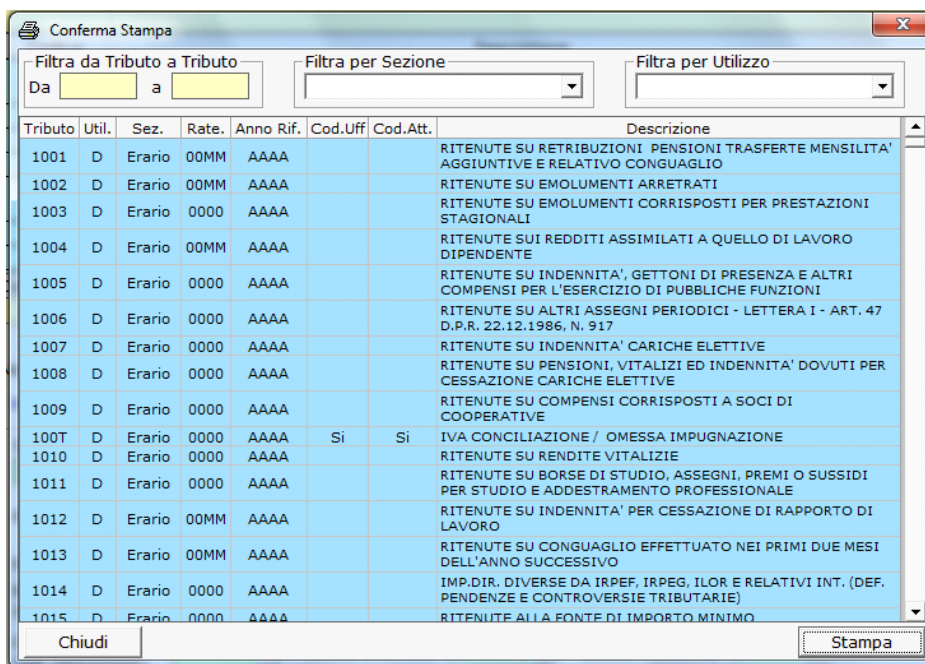 Conferma Stampa
Filtra da Tributo a Tributo
Da a
Filtra per Sezione
Filtra per Utilizzo
Tributo Util. Sez. Rate. Anno Rif. Cod.Uff Cod.Att. Descrizione
1001 D Erario 00MM AAAA RITENUTE SU RETRIBUZIONI PENSIONI TRASFERTE MENSILITA'
AGGIUNTIVE E RELATIVO CONGUAGLIO
1002 D Erario 00MM AAAA RITENUTE SU EMOLUMENTI ARRETRATI
1003 D Erario 0000 AAAA RITENUTE SU EMOLUMENTI CORRISPOSTI PER PRESTAZIONI
STAGIONALI
1004 D Erario 00MM AAAA RITENUTE SUI REDDITI ASSIMILATI A QUELLO DI LAVORO
DIPENDENTE
1005 D Erario 0000 AAAA RITENUTE SU INDENNITA', GETTONI DI PRESENZA E ALTRI
COMPENSI PER L'ESERCIZIO DI PUBBLICHE FUNZIONI
1006 D Erario 0000 AAAA RITENUTE SU ALTRI ASSEGNI PERIODICI - LETTERA I - ART. 47
D.P.R. 22.12.1986, N. 917
1007 D Erario 0000 AAAA RITENUTE SU INDENNITA' CARICHE ELETTIVE
1008 D Erario 0000 AAAA RITENUTE SU PENSIONI, VITALIZI ED INDENNITA' DOVUTI PER
CESSAZIONE CARICHE ELETTIVE
1009 D Erario 0000 AAAA RITENUTE SU COMPENSI CORRISPOSTI A SOCI DI
COOPERATIVE
100T D Erario 0000 AAAA Si Si IVA CONCILIAZIONE / OMESSA IMPUGNAZIONE
1010 D Erario 0000 AAAA RITENUTE SU RENDITE VITALIZIE
1011 D Erario 0000 AAAA RITENUTE SU BORSE DI STUDIO, ASSEGNI, PREMI O SUSSIDI
PER STUDIO E ADDESTRAMENTO PROFESSIONALE
1012 D Erario 00MM AAAA RITENUTE SU INDENNITA' PER CESSAZIONE DI RAPPORTO DI
LAVORO
1013 D Erario 00MM AAAA RITENUTE SU CONGUAGLIO EFFETTUATO NEI PRIMI DUE MESI
DELL'ANNO SUCCESSIVO
1014 D Erario 0000 AAAA IMP.DIR. DIVERSE DA IRPEF, IRPEG, ILOR E RELATIVI INT. (DEF.
PENDENZE E CONTROVERSIE TRIBUTARIE)
1015 D Erario 0000 AAAA RITENUTE ALLA FONTE DI IMPORTO MINIMO
Chiudi
Stampa